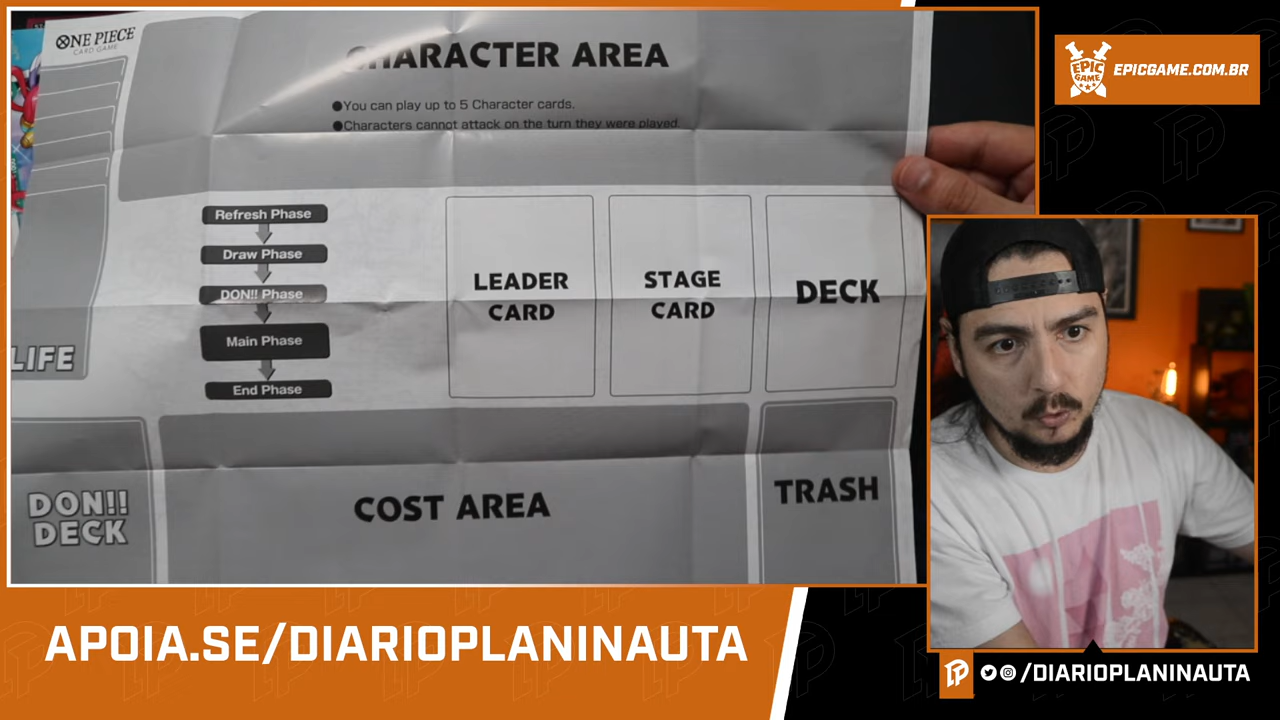 ONE PIECE
CARD GAME
CHARACTER AREA
●You can play up to 5 Character cards.
●Characters cannot attack on the turn they were played.
Refresh Phase
Draw Phase
DON!! Phase
Main Phase
End Phase
LEADER
CARD
STAGE
CARD
DECK
LIFE
DON!!
DECK
COST AREA
TRASH
EPIC
GAME
EPICGAME.COM.BR
APOIA.SE/DIARIOPLANINAUTA
/DIARIOPLANINAUTA